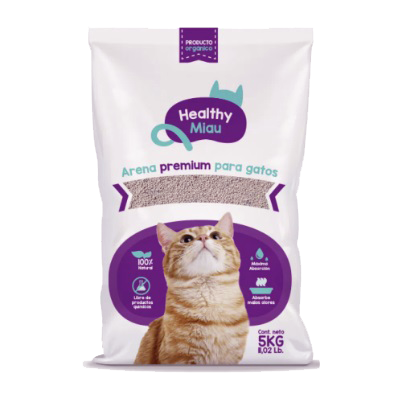 PRODUCTO
orgánico
Healthy
Miau
Arena premium para gatos
100%
Natural
Máxima
Absorción
Libre de
productos
químicos
Absorbe
malos olores
Cont. neto
5KG
11,02 Lb.